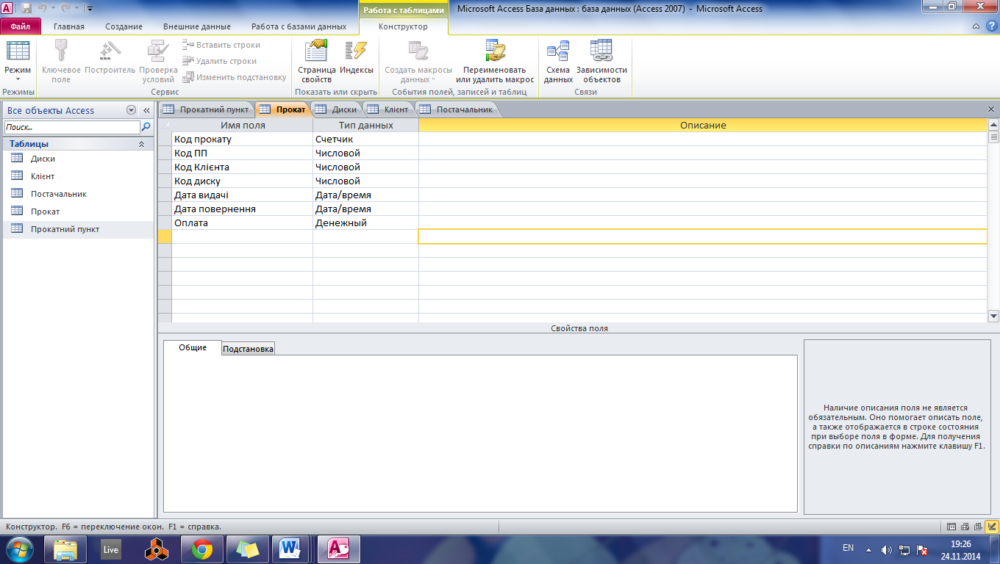 Работа с таблицами
Microsoft Access База данных : база данных (Access 2007) - Microsoft Access
Файл Главная Создание Внешние данные Работа с базами данных Конструктор
Режим
Ключевое поле
Построитель
Проверка условий
Вставить строки
Удалить строки
Изменить подстановку
Страница свойств
Индексы
Создать макросы данных
Переименовать или удалить макрос
Схема данных
Зависимости объектов
Режимы Сервис Показать или скрыть События полей, записей и таблиц Связи
Все объекты Access
Поиск...
Таблицы
Диски
Клієнт
Постачальник
Прокат
Прокатний пункт
Прокатний пункт Прокат Диски Клієнт Постачальник
Имя поля Тип данных Описание
Код прокату Счетчик
Код ПП Числовой
Код Клієнта Числовой
Код диску Числовой
Дата видачі Дата/время
Дата повернення Дата/время
Оплата Денежный
Свойства поля
Общие Подстановка
Наличие описания поля не является
обязательным. Оно помогает описать поле,
а также отображается в строке состояния
при выборе поля в форме. Для получения
справки по описаниям нажмите клавишу F1.
Конструктор. F6 = переключение окон. F1 = справка.
Live
EN
19:26
24.11.2014